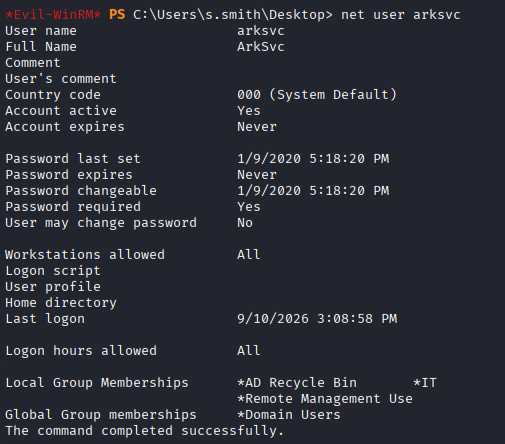 *Evil-WinRM* PS C:\Users\s.smith\Desktop> net user arksvc
User name                    arksvc
Full Name                    ArkSvc
Comment
User's comment
Country code                 000 (System Default)
Account active               Yes
Account expires              Never

Password last set            1/9/2020 5:18:20 PM
Password expires             Never
Password changeable          1/9/2020 5:18:20 PM
Password required            Yes
User may change password     No

Workstations allowed         All
Logon script
User profile
Home directory
Last logon                   9/10/2026 3:08:58 PM

Logon hours allowed          All

Local Group Memberships      *AD Recycle Bin       *IT
                             *Remote Management Use
Global Group memberships     *Domain Users
The command completed successfully.